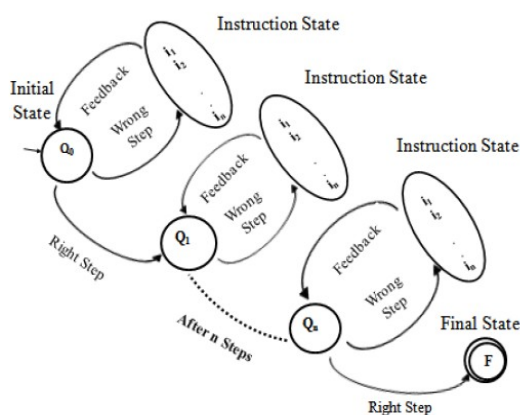 Instruction State
i₁
i₂
.
.
iₙ
Feedback
Wrong
Step
Initial
State
Q₀
Right Step
Instruction State
i₁
i₂
.
.
iₙ
Feedback
Wrong
Step
Q₁
After n Steps
Instruction State
i₁
i₂
.
.
iₙ
Feedback
Wrong
Step
Qₙ
Right Step
Final State
F